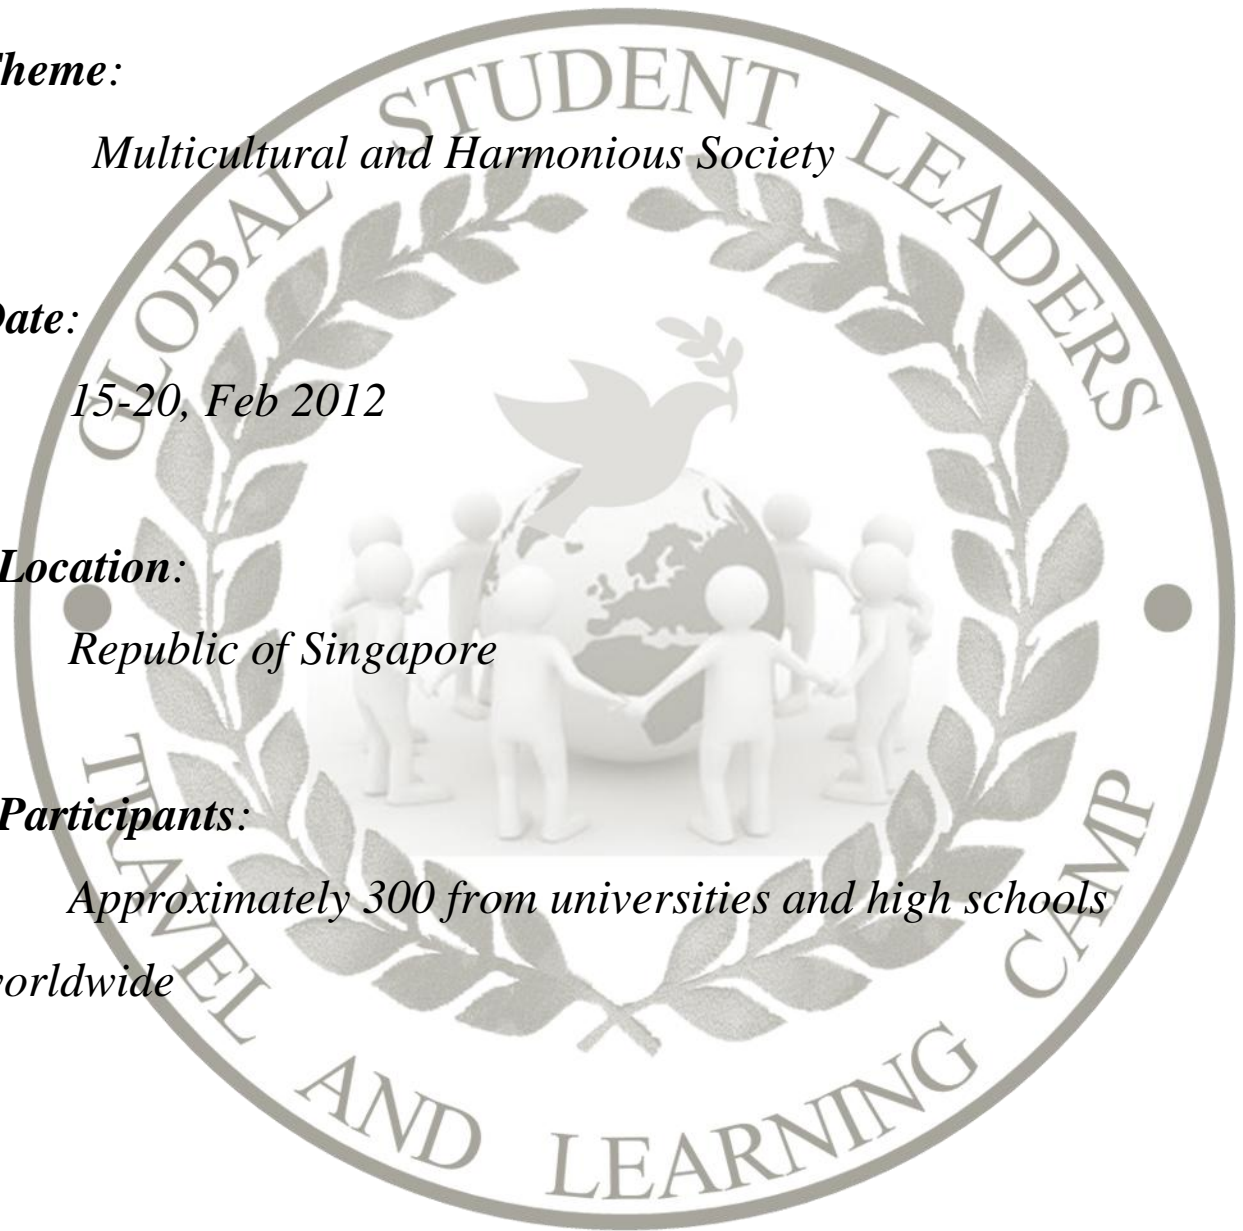 GLOBAL STUDENT LEADERS
TRAVEL AND LEARNING CAMP
Theme:
Multicultural and Harmonious Society
Date:
15-20, Feb 2012
Location:
Republic of Singapore
Participants:
Approximately 300 from universities and high schools
worldwide